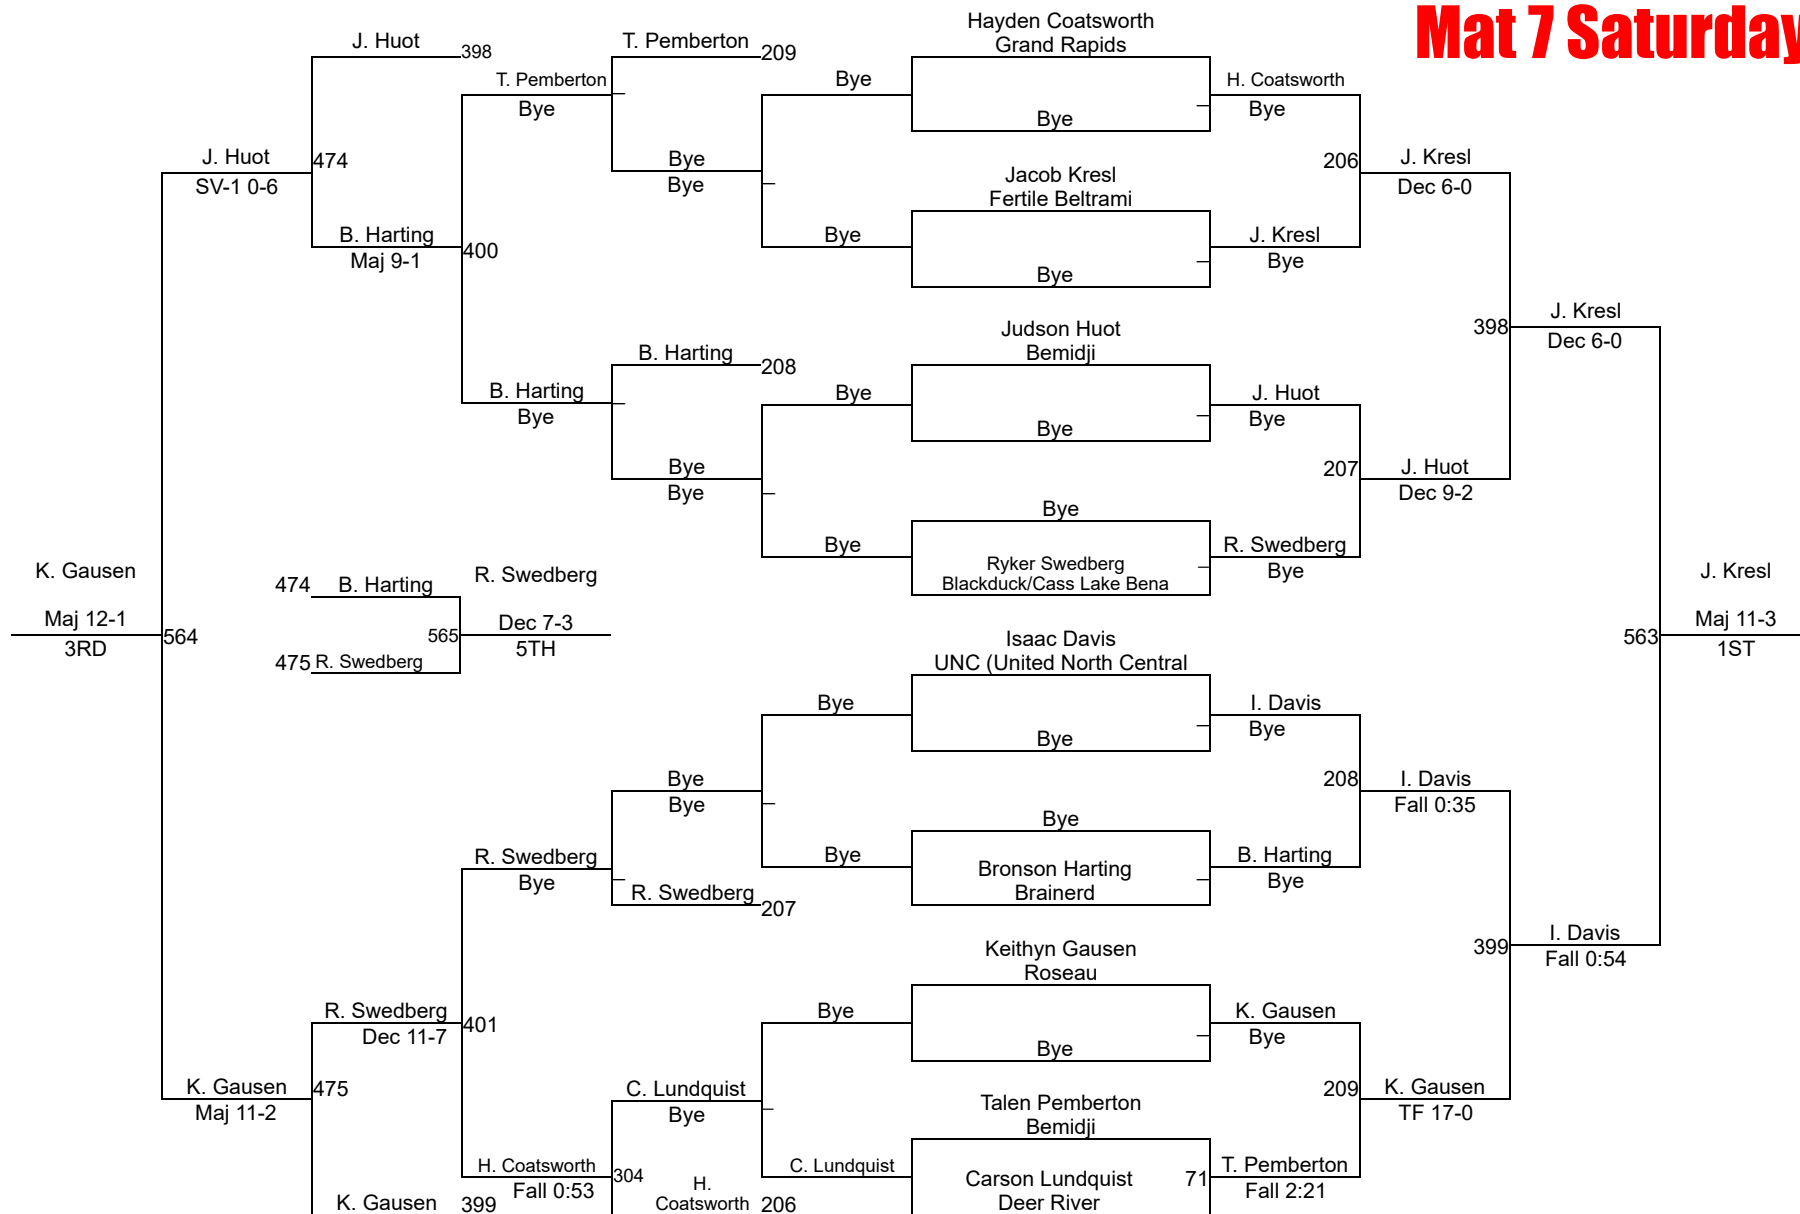 Mat 7 Saturday
Hayden Coatsworth
Grand Rapids
J. Huot
398
T. Pemberton
209
T. Pemberton
Bye
Bye
H. Coatsworth
Bye
Bye
J. Huot
SV-1 0-6
474
Bye
Bye
Jacob Kresl
Fertile Beltrami
206
J. Kresl
Dec 6-0
B. Harting
Maj 9-1
400
Bye
Bye
J. Kresl
Bye
Judson Huot
Bemidji
398
J. Kresl
Dec 6-0
B. Harting
208
B. Harting
Bye
Bye
Bye
J. Huot
Bye
Bye
Bye
207
J. Huot
Dec 9-2
Bye
Bye
Ryker Swedberg
Blackduck/Cass Lake Bena
R. Swedberg
Bye
K. Gausen
Maj 12-1
3RD
564
474
B. Harting
475
R. Swedberg
565
R. Swedberg
Dec 7-3
5TH
J. Kresl
Maj 11-3
1ST
563
Isaac Davis
UNC (United North Central
Bye
Bye
I. Davis
Bye
Bye
Bye
208
I. Davis
Fall 0:35
Bye
Bye
Bronson Harting
Brainerd
B. Harting
Bye
R. Swedberg
Bye
R. Swedberg
207
399
I. Davis
Fall 0:54
Keithyn Gausen
Roseau
R. Swedberg
Dec 11-7
401
Bye
Bye
K. Gausen
Bye
K. Gausen
Maj 11-2
475
C. Lundquist
Bye
Talen Pemberton
Bemidji
209
K. Gausen
TF 17-0
H. Coatsworth
Fall 0:53
304
C. Lundquist
Carson Lundquist
Deer River
71
T. Pemberton
Fall 2:21
K. Gausen
399
H.
Coatsworth
206